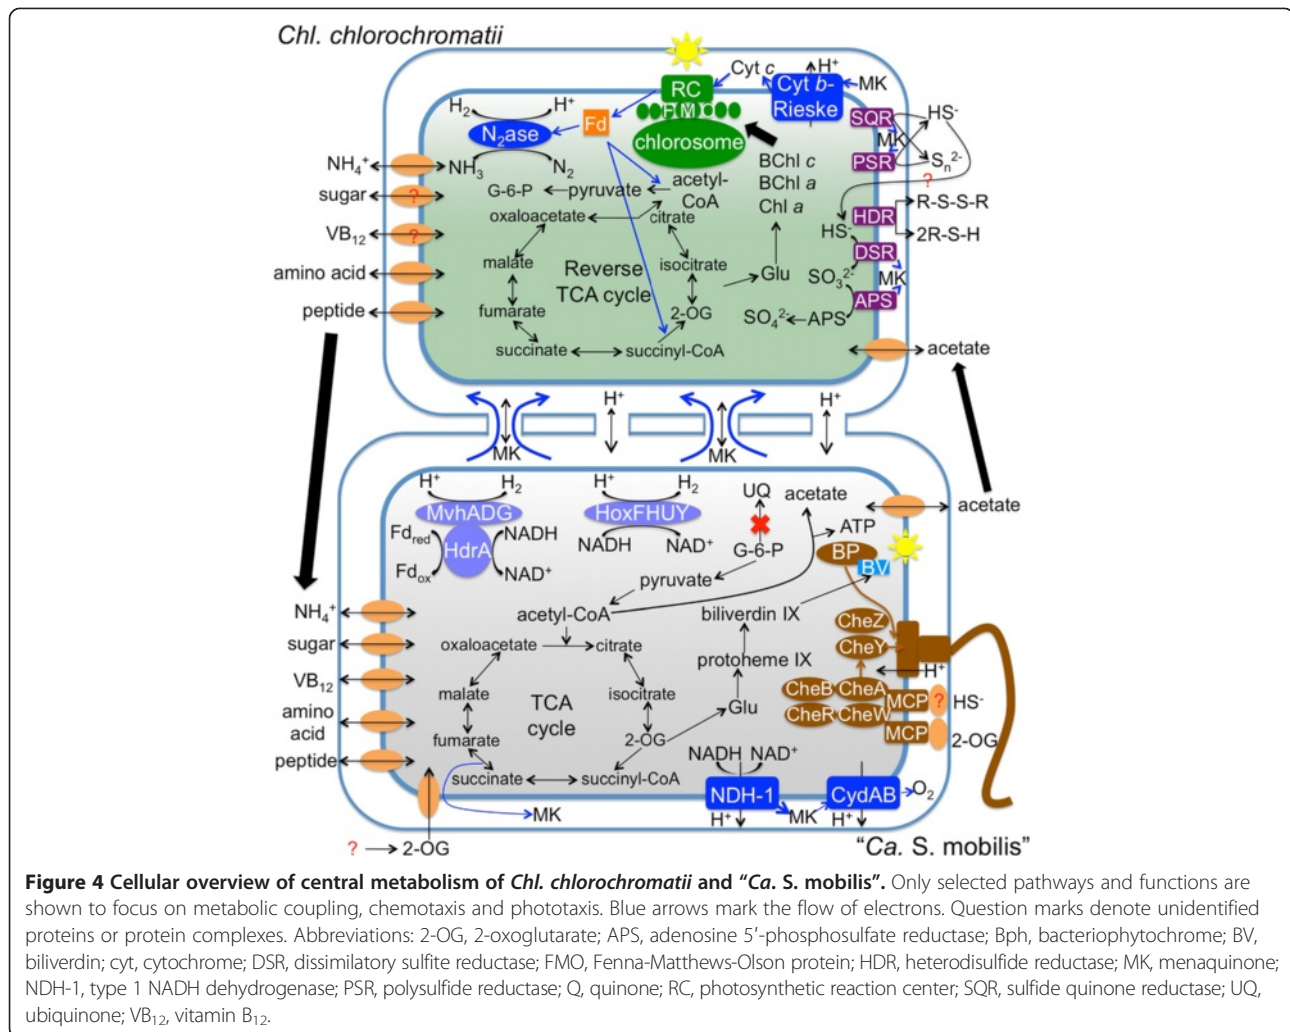 Chl. chlorochromatii
Cyt c
H⁺
Cyt b-
Rieske
MK
RC
F M
chlorosome
Fd
H₂
H⁺
N₂ase
NH₃
N₂
SQR
HS⁻
MK
PSR
Sₙ²⁻
?
NH₄⁺
sugar
?
VB₁₂
?
amino acid
peptide
G-6-P
pyruvate
acetyl-
CoA
BChl c
BChl a
Chl a
oxaloacetate
citrate
malate
isocitrate
Reverse
TCA cycle
fumarate
2-OG
succinate
succinyl-CoA
Glu
HDR
R-S-S-R
2R-S-H
HS⁻
DSR
SO₃²⁻
MK
APS
SO₄²⁻
APS
acetate
H⁺
H⁺
MK
MK
H⁺
H₂
MvhADG
HdrA
Fd_red
Fd_ox
NADH
NAD⁺
H⁺
H₂
HoxFHUY
NADH
NAD⁺
UQ
acetate
G-6-P
ATP
acetate
BP
BV
pyruvate
acetyl-CoA
biliverdin IX
CheZ
CheY
NH₄⁺
sugar
VB₁₂
amino
acid
peptide
oxaloacetate
citrate
protoheme IX
malate
isocitrate
TCA
cycle
Glu
fumarate
2-OG
succinate
succinyl-CoA
H⁺
CheB
CheA
MCP
?
HS⁻
CheR
CheW
MCP
2-OG
NADH
NAD⁺
NDH-1
CydAB
O₂
MK
H⁺
MK
H⁺
? 2-OG
“Ca. S. mobilis”
Figure 4 Cellular overview of central metabolism of Chl. chlorochromatii and “Ca. S. mobilis”. Only selected pathways and functions are
shown to focus on metabolic coupling, chemotaxis and phototaxis. Blue arrows mark the flow of electrons. Question marks denote unidentified
proteins or protein complexes. Abbreviations: 2-OG, 2-oxoglutarate; APS, adenosine 5′-phosphosulfate reductase; Bph, bacteriophytochrome; BV,
biliverdin; cyt, cytochrome; DSR, dissimilatory sulfite reductase; FMO, Fenna-Matthews-Olson protein; HDR, heterodisulfide reductase; MK, menaquinone;
NDH-1, type 1 NADH dehydrogenase; PSR, polysulfide reductase; Q, quinone; RC, photosynthetic reaction center; SQR, sulfide quinone reductase; UQ,
ubiquinone; VB₁₂, vitamin B₁₂.